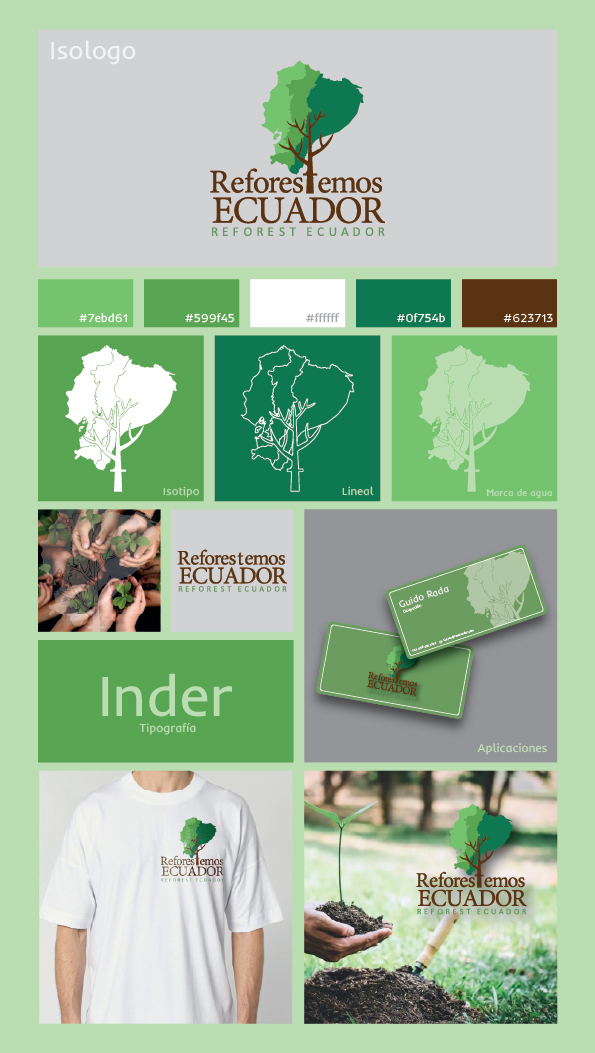 Isologo
Reforestemos
ECUADOR
REFOREST ECUADOR
#7ebd61
#599f45
#ffffff
#0f754b
#623713
Isotipo
Lineal
Marca de agua
Reforestemos
ECUADOR
REFOREST ECUADOR
Guido Rada
Reforestemos
ECUADOR
Inder
Tipografía
Aplicaciones
Reforestemos
ECUADOR
REFOREST ECUADOR
Reforestemos
ECUADOR
REFOREST ECUADOR